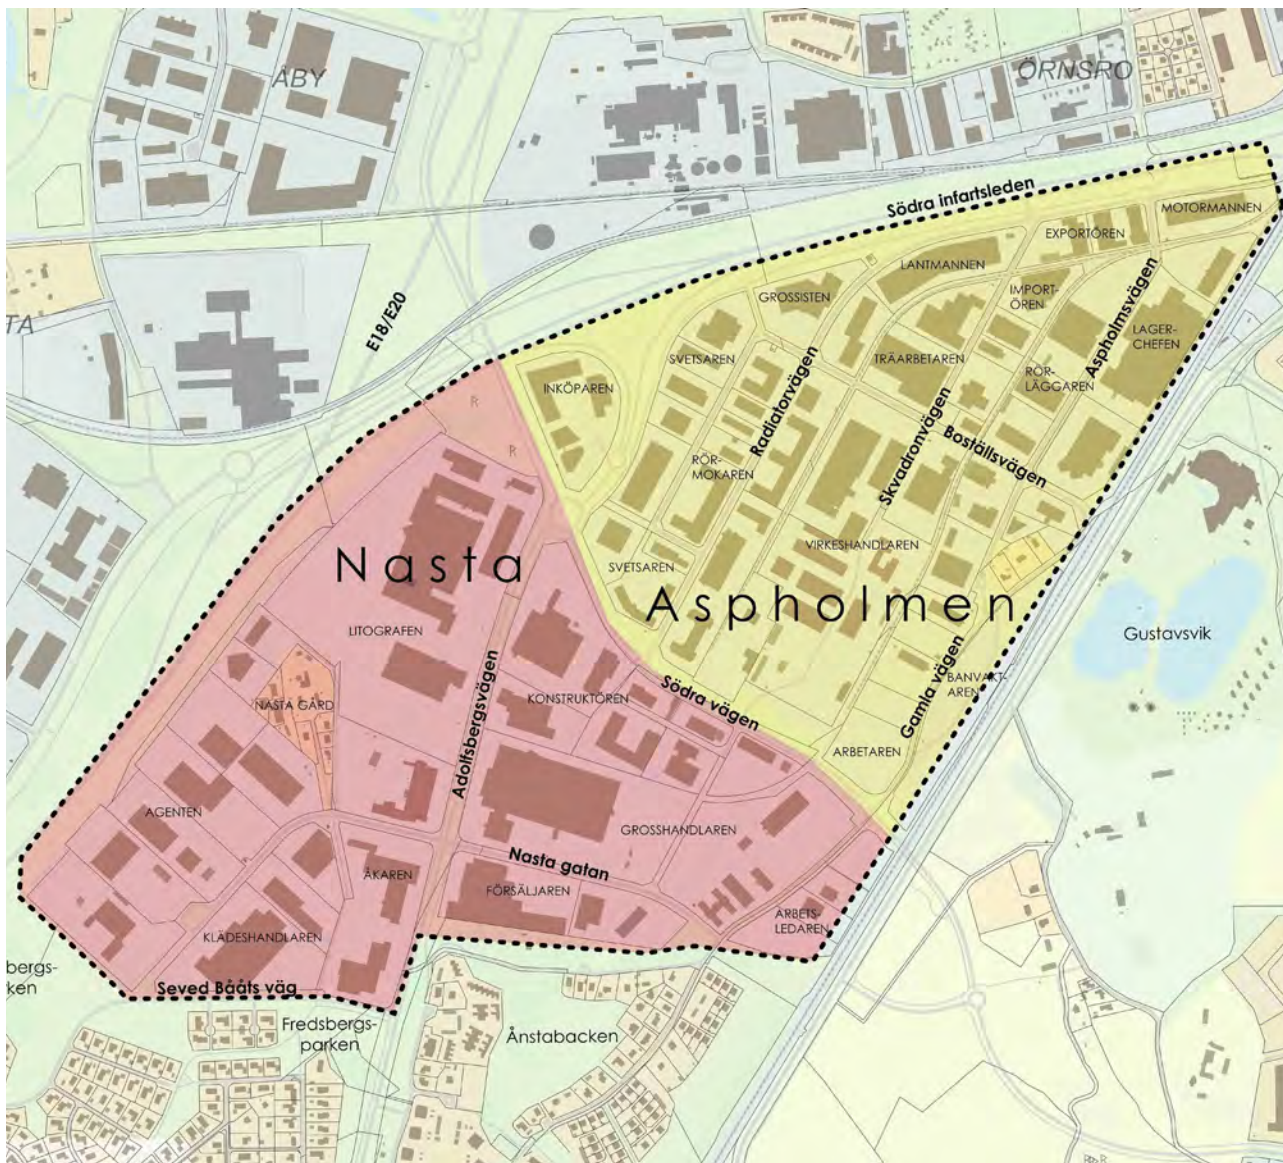 ÅBY
ÖRNSRO
Södra infartsleden
MOTORMANNEN
EXPORTÖREN
LANTMANNEN
GROSSISTEN
IMPORT-
ÖREN
Aspholmsvägen
LAGER-
CHEFEN
E18/E20
TA
SVETSAREN
TRÄARBETAREN
RÖR-
LÄGGAREN
INKÖPAREN
Radiatorvägen
Skvadronvägen
Boställsvägen
RÖR-
MOKAREN
R
R
VIRKESHANDLAREN
SVETSAREN
Nasta
Aspholmen
LITOGRAFEN
Gustavsvik
NASTA GÅRD
KONSTRUKTÖREN
Södra vägen
Adolfsbergsvägen
BANVAKT-
AREN
Gamla vägen
ARBETAREN
AGENTEN
GROSSHANDLAREN
Nasta gatan
ÅKAREN
FÖRSÄLJAREN
ARBETS-
LEDAREN
KLÄDESHANDLAREN
bergs-
ken
Seved Bååts väg
Fredsbergs-
parken
Ånstabacken